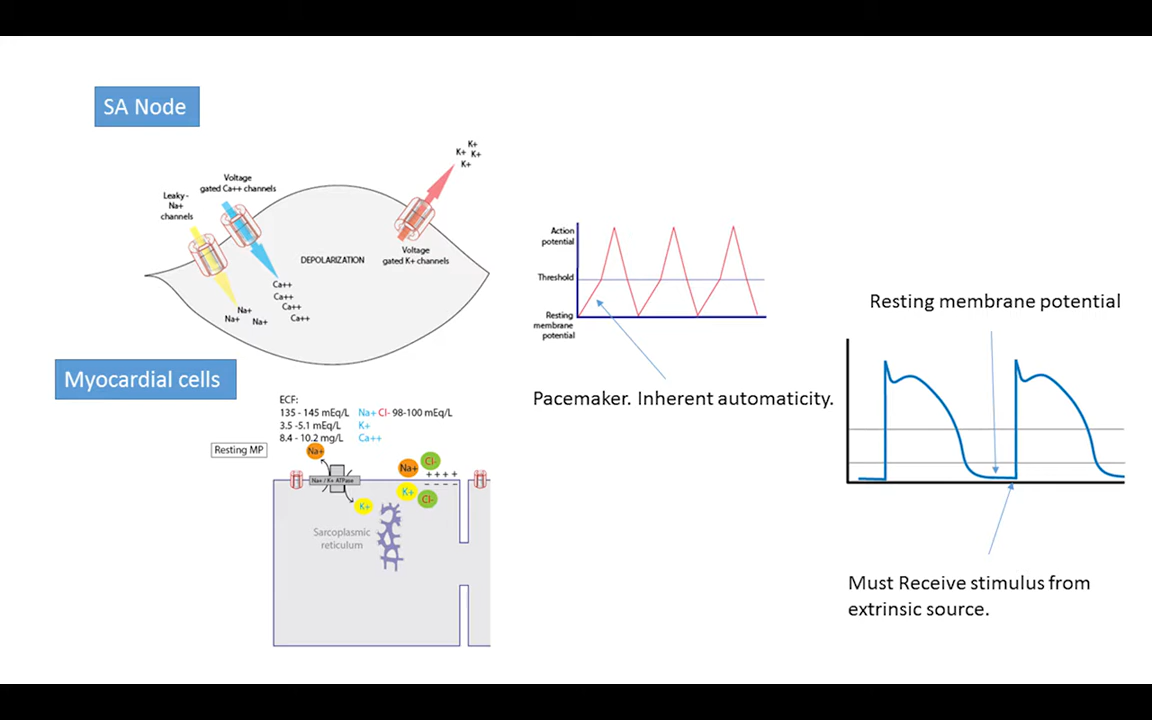 SA Node
K+
K+ K+
K+
Voltage
gated Ca++ channels
Leaky-
Na+
channels
DEPOLARIZATION
Voltage
gated K+ channels
Ca++
Ca++
Ca++
Ca++
Na+
Na+ Na+
Action
potential
Threshold
Resting
membrane
potential
Pacemaker. Inherent automaticity.
Resting membrane potential
Must Receive stimulus from
extrinsic source.
Myocardial cells
ECF:
135 - 145 mEq/L Na+ Cl- 98-100 mEq/L
3.5 -5.1 mEq/L K+
8.4 - 10.2 mg/L Ca++
Resting MP
Na+
Na+ Cl-
+ + + +
- - - -
Na+ / K+ ATPase
K+
K+ Cl-
Sarcoplasmic
reticulum